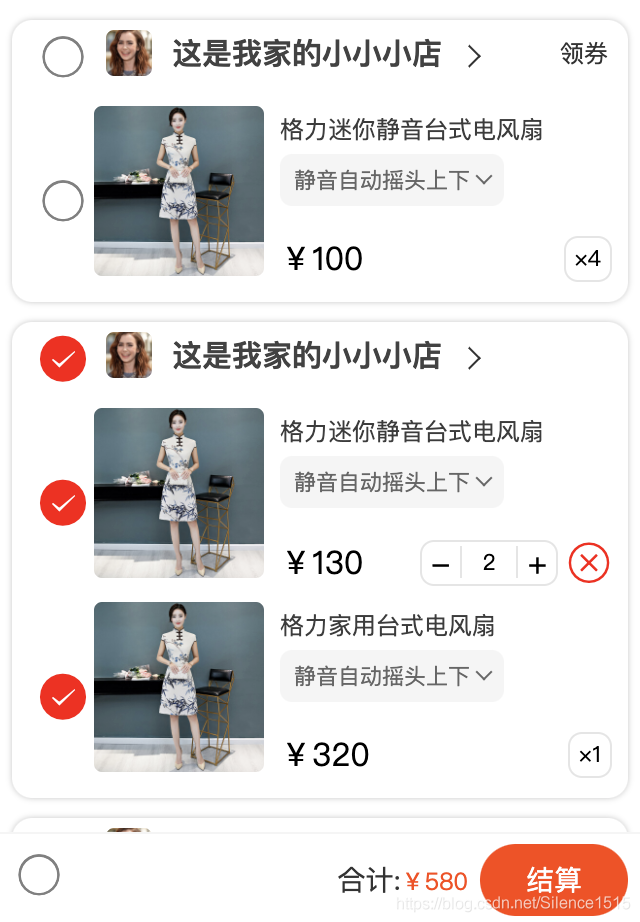 这是我家的小小小店
领券
格力迷你静音台式电风扇
静音自动摇头上下
¥100
×4
这是我家的小小小店
格力迷你静音台式电风扇
静音自动摇头上下
¥130
− 2 +
格力家用台式电风扇
静音自动摇头上下
¥320
×1
合计:¥580
结算
https://blog.csdn.net/Silence1515